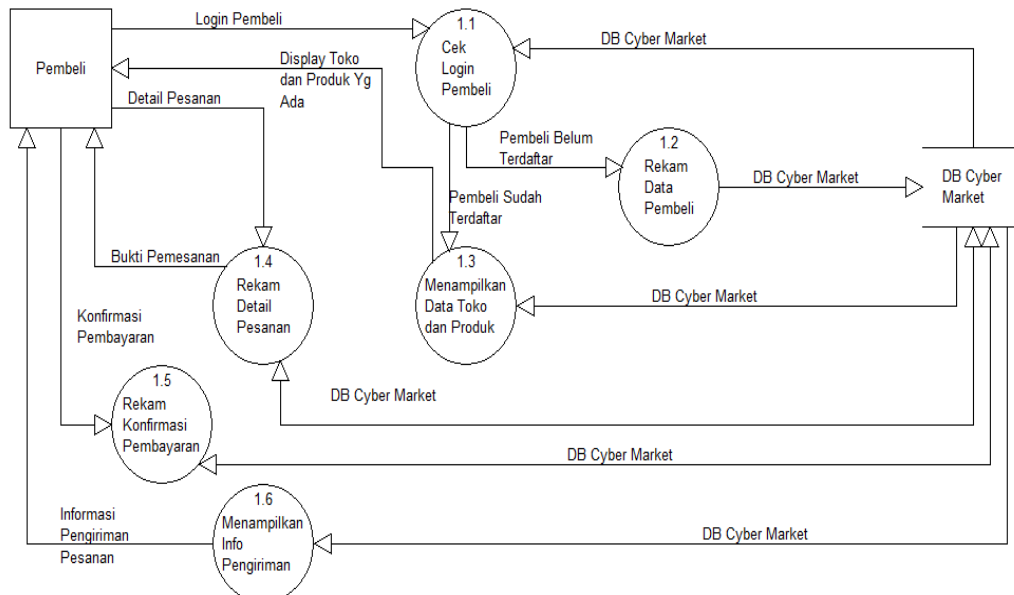 Pembeli
Login Pembeli
1.1
Cek
Login
Pembeli
DB Cyber Market
Display Toko
dan Produk Yg
Ada
Detail Pesanan
Pembeli Belum
Terdaftar
1.2
Rekam
Data
Pembeli
DB Cyber Market
DB Cyber
Market
Pembeli Sudah
Terdaftar
Bukti Pemesanan
1.4
Rekam
Detail
Pesanan
1.3
Menampilkan
Data Toko
dan Produk
DB Cyber Market
Konfirmasi
Pembayaran
1.5
Rekam
Konfirmasi
Pembayaran
DB Cyber Market
DB Cyber Market
1.6
Menampilkan
Info
Pengiriman
Informasi
Pengiriman
Pesanan
DB Cyber Market